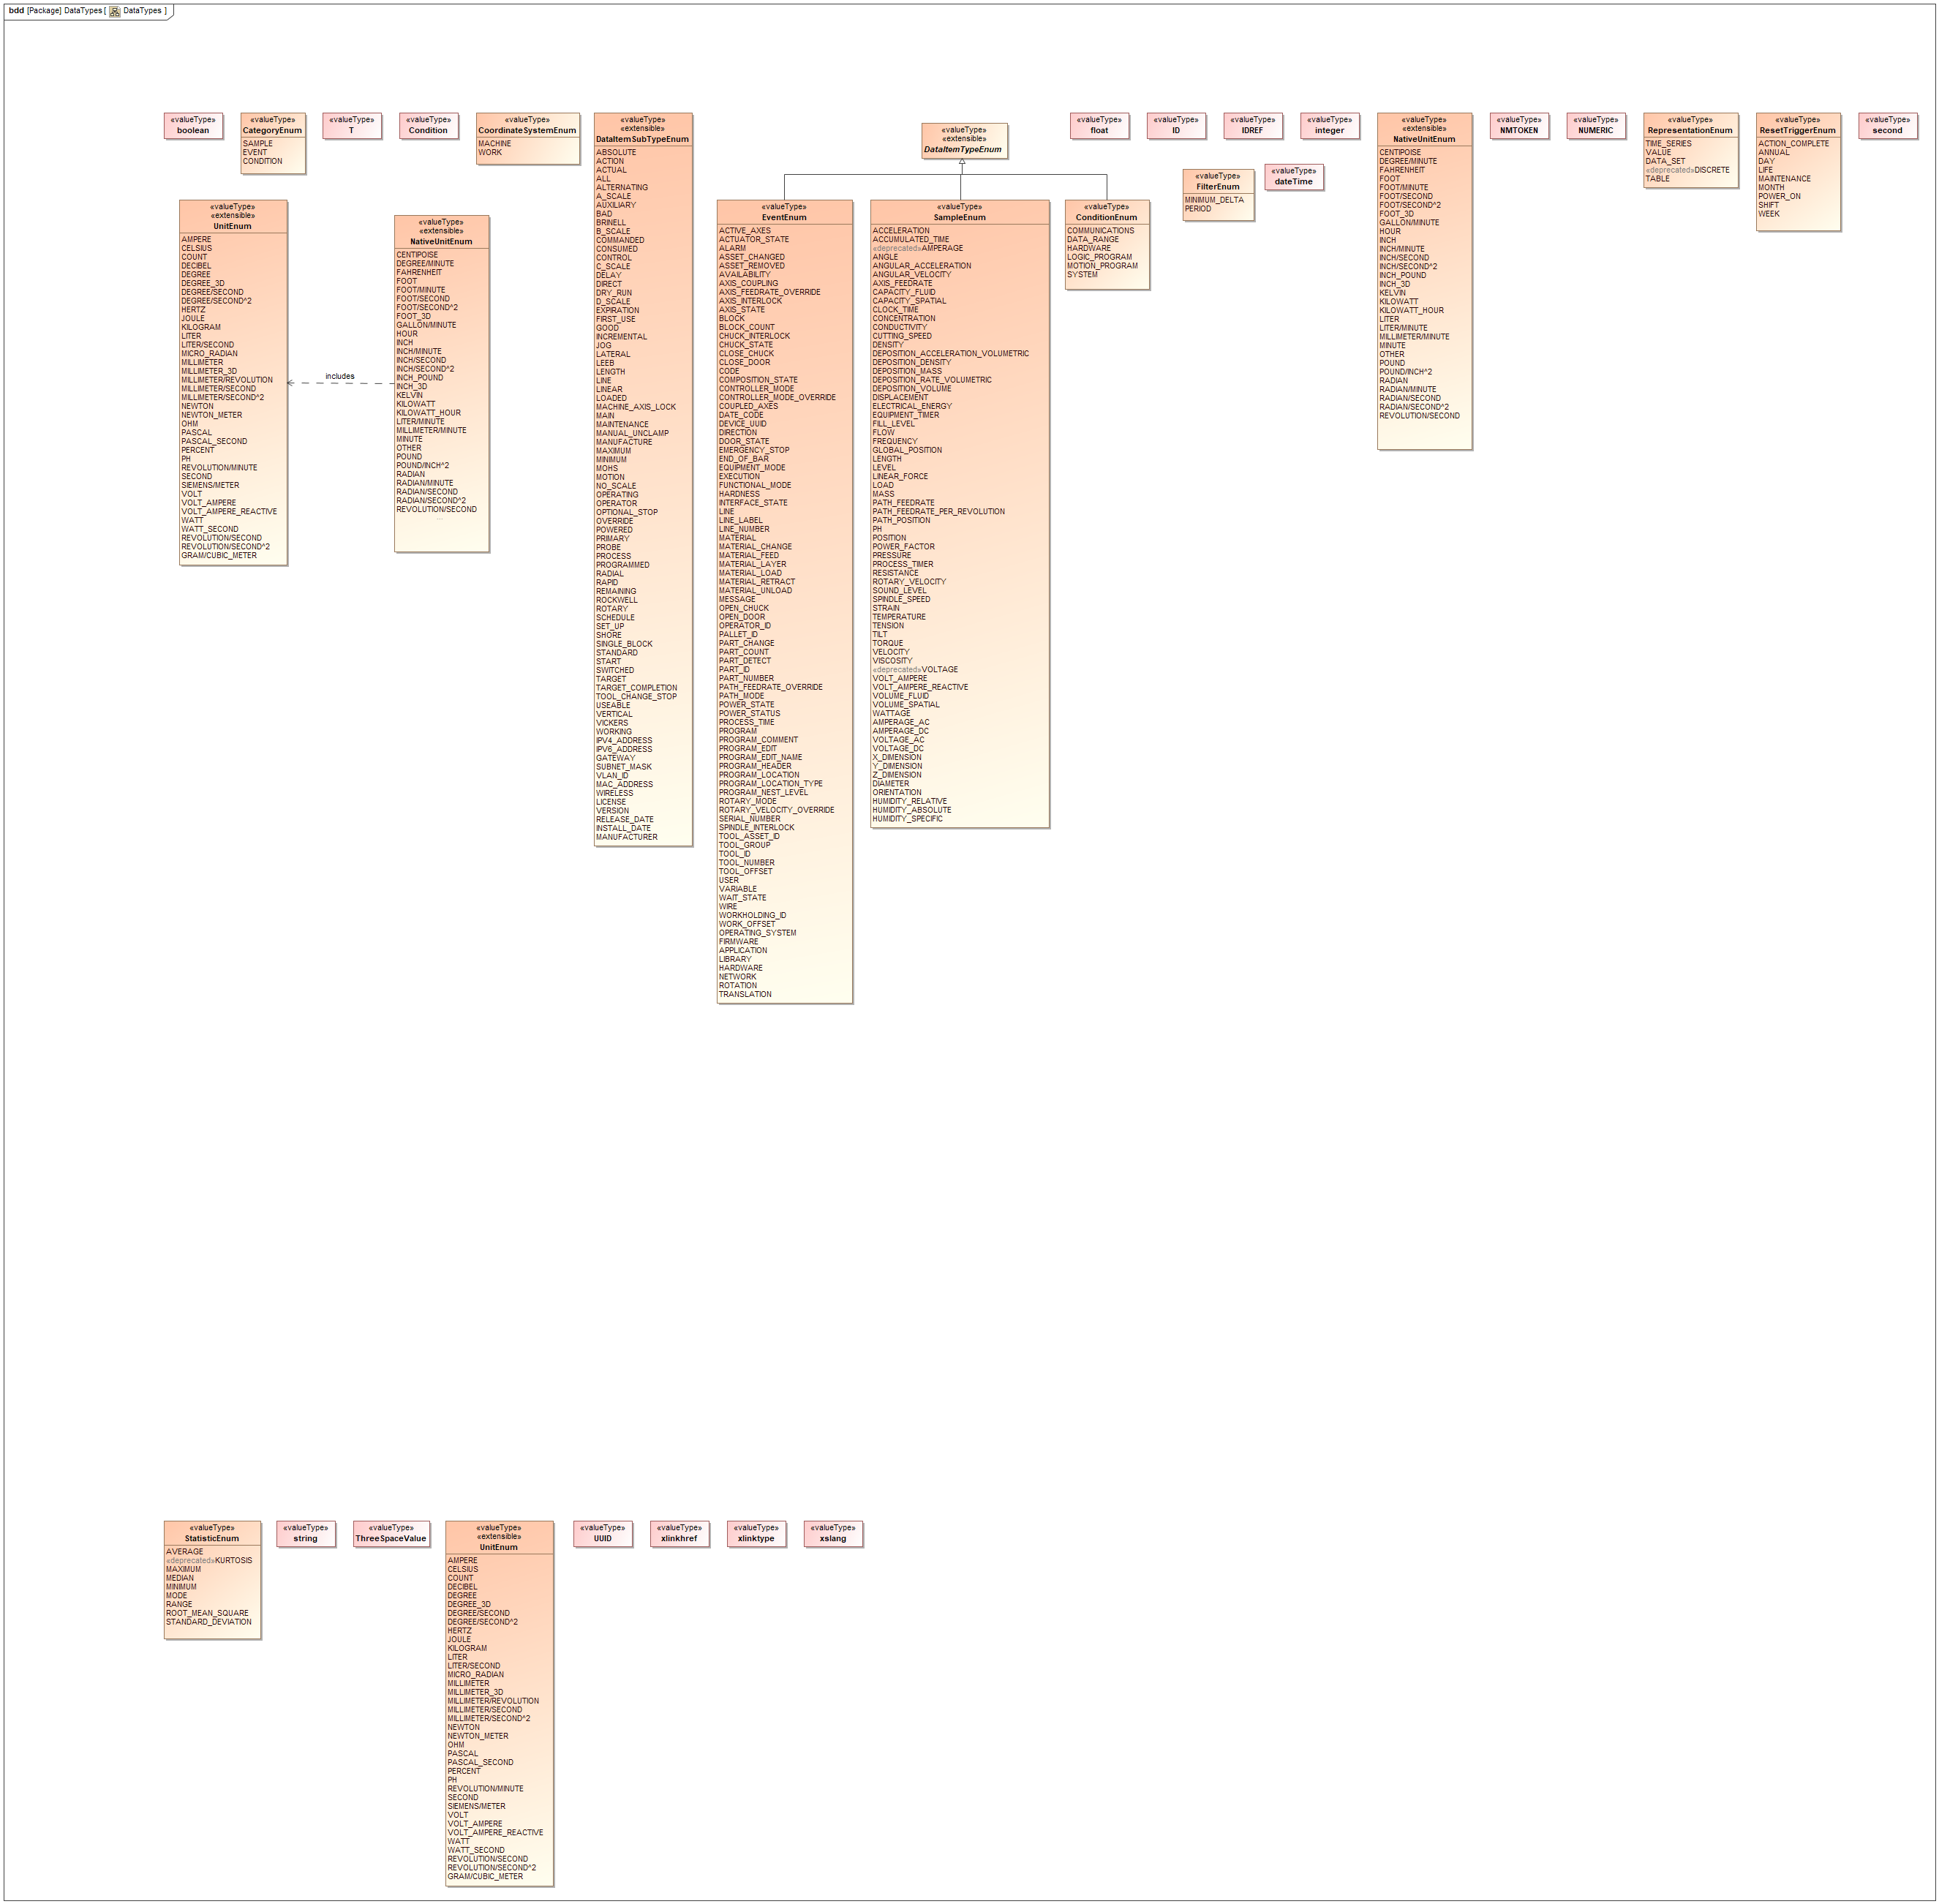 bdd [Package] DataTypes [ DataTypes ]
«valueType»
boolean
«valueType»
CategoryEnum
SAMPLE
EVENT
CONDITION
«valueType»
T
«valueType»
Condition
«valueType»
CoordinateSystemEnum
MACHINE
WORK
«valueType»
«extensible»
DataItemSubTypeEnum
ABSOLUTE
ACTION
ACTUAL
ALL
ALTERNATING
A_SCALE
AUXILIARY
BAD
BRINELL
B_SCALE
COMMANDED
CONSUMED
CONTROL
C_SCALE
DELAY
DIRECT
DRY_RUN
D_SCALE
EXPIRATION
FIRST_USE
GOOD
INCREMENTAL
JOG
LATERAL
LEEB
LENGTH
LINE
LINEAR
LOADED
MACHINE_AXIS_LOCK
MAIN
MAINTENANCE
MANUAL_UNCLAMP
MANUFACTURE
MAXIMUM
MINIMUM
MOHS
MOTION
NO_SCALE
OPERATING
OPERATOR
OPTIONAL_STOP
OVERRIDE
POWERED
PRIMARY
PROBE
PROCESS
PROGRAMMED
RADIAL
RAPID
REMAINING
ROCKWELL
ROTARY
SCHEDULE
SET_UP
SHORE
SINGLE_BLOCK
STANDARD
START
SWITCHED
TARGET
TARGET_COMPLETION
TOOL_CHANGE_STOP
USEABLE
VERTICAL
VICKERS
WORKING
IPV4_ADDRESS
IPV6_ADDRESS
GATEWAY
SUBNET_MASK
VLAN_ID
MAC_ADDRESS
WIRELESS
LICENSE
VERSION
RELEASE_DATE
INSTALL_DATE
MANUFACTURER
«valueType»
«extensible»
DataItemTypeEnum
«valueType»
float
«valueType»
ID
«valueType»
IDREF
«valueType»
integer
«valueType»
«extensible»
NativeUnitEnum
CENTIPOISE
DEGREE/MINUTE
FAHRENHEIT
FOOT
FOOT/MINUTE
FOOT/SECOND
FOOT/SECOND^2
FOOT_3D
GALLON/MINUTE
HOUR
INCH
INCH/MINUTE
INCH/SECOND
INCH/SECOND^2
INCH_POUND
INCH_3D
KELVIN
KILOWATT
KILOWATT_HOUR
LITER
LITER/MINUTE
MILLIMETER/MINUTE
MINUTE
OTHER
POUND
POUND/INCH^2
RADIAN
RADIAN/MINUTE
RADIAN/SECOND
RADIAN/SECOND^2
REVOLUTION/SECOND
«valueType»
NMTOKEN
«valueType»
NUMERIC
«valueType»
RepresentationEnum
TIME_SERIES
VALUE
DATA_SET
«deprecated»DISCRETE
TABLE
«valueType»
ResetTriggerEnum
ACTION_COMPLETE
ANNUAL
DAY
LIFE
MAINTENANCE
MONTH
POWER_ON
SHIFT
WEEK
«valueType»
second
«valueType»
FilterEnum
MINIMUM_DELTA
PERIOD
«valueType»
dateTime
«valueType»
«extensible»
UnitEnum
AMPERE
CELSIUS
COUNT
DECIBEL
DEGREE
DEGREE_3D
DEGREE/SECOND
DEGREE/SECOND^2
HERTZ
JOULE
KILOGRAM
LITER
LITER/SECOND
MICRO_RADIAN
MILLIMETER
MILLIMETER_3D
MILLIMETER/REVOLUTION
MILLIMETER/SECOND
MILLIMETER/SECOND^2
NEWTON
NEWTON_METER
OHM
PASCAL
PASCAL_SECOND
PERCENT
PH
REVOLUTION/MINUTE
SECOND
SIEMENS/METER
VOLT
VOLT_AMPERE
VOLT_AMPERE_REACTIVE
WATT
WATT_SECOND
REVOLUTION/SECOND
REVOLUTION/SECOND^2
GRAM/CUBIC_METER
includes
«valueType»
«extensible»
NativeUnitEnum
CENTIPOISE
DEGREE/MINUTE
FAHRENHEIT
FOOT
FOOT/MINUTE
FOOT/SECOND
FOOT/SECOND^2
FOOT_3D
GALLON/MINUTE
HOUR
INCH
INCH/MINUTE
INCH/SECOND
INCH/SECOND^2
INCH_POUND
INCH_3D
KELVIN
KILOWATT
KILOWATT_HOUR
LITER/MINUTE
MILLIMETER/MINUTE
MINUTE
OTHER
POUND
POUND/INCH^2
RADIAN
RADIAN/MINUTE
RADIAN/SECOND
RADIAN/SECOND^2
REVOLUTION/SECOND
...
«valueType»
EventEnum
ACTIVE_AXES
ACTUATOR_STATE
ALARM
ASSET_CHANGED
ASSET_REMOVED
AVAILABILITY
AXIS_COUPLING
AXIS_FEEDRATE_OVERRIDE
AXIS_INTERLOCK
AXIS_STATE
BLOCK
BLOCK_COUNT
CHUCK_INTERLOCK
CHUCK_STATE
CLOSE_CHUCK
CLOSE_DOOR
CODE
COMPOSITION_STATE
CONTROLLER_MODE
CONTROLLER_MODE_OVERRIDE
COUPLED_AXES
DATE_CODE
DEVICE_UUID
DIRECTION
DOOR_STATE
EMERGENCY_STOP
END_OF_BAR
EQUIPMENT_MODE
EXECUTION
FUNCTIONAL_MODE
HARDNESS
INTERFACE_STATE
LINE
LINE_LABEL
LINE_NUMBER
MATERIAL
MATERIAL_CHANGE
MATERIAL_FEED
MATERIAL_LAYER
MATERIAL_LOAD
MATERIAL_RETRACT
MATERIAL_UNLOAD
MESSAGE
OPEN_CHUCK
OPEN_DOOR
OPERATOR_ID
PALLET_ID
PART_CHANGE
PART_COUNT
PART_DETECT
PART_ID
PART_NUMBER
PATH_FEEDRATE_OVERRIDE
PATH_MODE
POWER_STATE
POWER_STATUS
PROCESS_TIME
PROGRAM
PROGRAM_COMMENT
PROGRAM_EDIT
PROGRAM_EDIT_NAME
PROGRAM_HEADER
PROGRAM_LOCATION
PROGRAM_LOCATION_TYPE
PROGRAM_NEST_LEVEL
ROTARY_MODE
ROTARY_VELOCITY_OVERRIDE
SERIAL_NUMBER
SPINDLE_INTERLOCK
TOOL_ASSET_ID
TOOL_GROUP
TOOL_ID
TOOL_NUMBER
TOOL_OFFSET
USER
VARIABLE
WAIT_STATE
WIRE
WORKHOLDING_ID
WORK_OFFSET
OPERATING_SYSTEM
FIRMWARE
APPLICATION
LIBRARY
HARDWARE
NETWORK
ROTATION
TRANSLATION
«valueType»
SampleEnum
ACCELERATION
ACCUMULATED_TIME
«deprecated»AMPERAGE
ANGLE
ANGULAR_ACCELERATION
ANGULAR_VELOCITY
AXIS_FEEDRATE
CAPACITY_FLUID
CAPACITY_SPATIAL
CLOCK_TIME
CONCENTRATION
CONDUCTIVITY
CUTTING_SPEED
DENSITY
DEPOSITION_ACCELERATION_VOLUMETRIC
DEPOSITION_DENSITY
DEPOSITION_MASS
DEPOSITION_RATE_VOLUMETRIC
DEPOSITION_VOLUME
DISPLACEMENT
ELECTRICAL_ENERGY
EQUIPMENT_TIMER
FILL_LEVEL
FLOW
FREQUENCY
GLOBAL_POSITION
LENGTH
LEVEL
LINEAR_FORCE
LOAD
MASS
PATH_FEEDRATE
PATH_FEEDRATE_PER_REVOLUTION
PATH_POSITION
PH
POSITION
POWER_FACTOR
PRESSURE
PROCESS_TIMER
RESISTANCE
ROTARY_VELOCITY
SOUND_LEVEL
SPINDLE_SPEED
STRAIN
TEMPERATURE
TENSION
TILT
TORQUE
VELOCITY
VISCOSITY
«deprecated»VOLTAGE
VOLT_AMPERE
VOLT_AMPERE_REACTIVE
VOLUME_FLUID
VOLUME_SPATIAL
WATTAGE
AMPERAGE_AC
AMPERAGE_DC
VOLTAGE_AC
VOLTAGE_DC
X_DIMENSION
Y_DIMENSION
Z_DIMENSION
DIAMETER
ORIENTATION
HUMIDITY_RELATIVE
HUMIDITY_ABSOLUTE
HUMIDITY_SPECIFIC
«valueType»
ConditionEnum
COMMUNICATIONS
DATA_RANGE
HARDWARE
LOGIC_PROGRAM
MOTION_PROGRAM
SYSTEM
«valueType»
StatisticEnum
AVERAGE
«deprecated»KURTOSIS
MAXIMUM
MEDIAN
MINIMUM
MODE
RANGE
ROOT_MEAN_SQUARE
STANDARD_DEVIATION
«valueType»
string
«valueType»
ThreeSpaceValue
«valueType»
«extensible»
UnitEnum
AMPERE
CELSIUS
COUNT
DECIBEL
DEGREE
DEGREE_3D
DEGREE/SECOND
DEGREE/SECOND^2
HERTZ
JOULE
KILOGRAM
LITER
LITER/SECOND
MICRO_RADIAN
MILLIMETER
MILLIMETER_3D
MILLIMETER/REVOLUTION
MILLIMETER/SECOND
MILLIMETER/SECOND^2
NEWTON
NEWTON_METER
OHM
PASCAL
PASCAL_SECOND
PERCENT
PH
REVOLUTION/MINUTE
SECOND
SIEMENS/METER
VOLT
VOLT_AMPERE
VOLT_AMPERE_REACTIVE
WATT
WATT_SECOND
REVOLUTION/SECOND
REVOLUTION/SECOND^2
GRAM/CUBIC_METER
«valueType»
UUID
«valueType»
xlinkhref
«valueType»
xlinktype
«valueType»
xslang